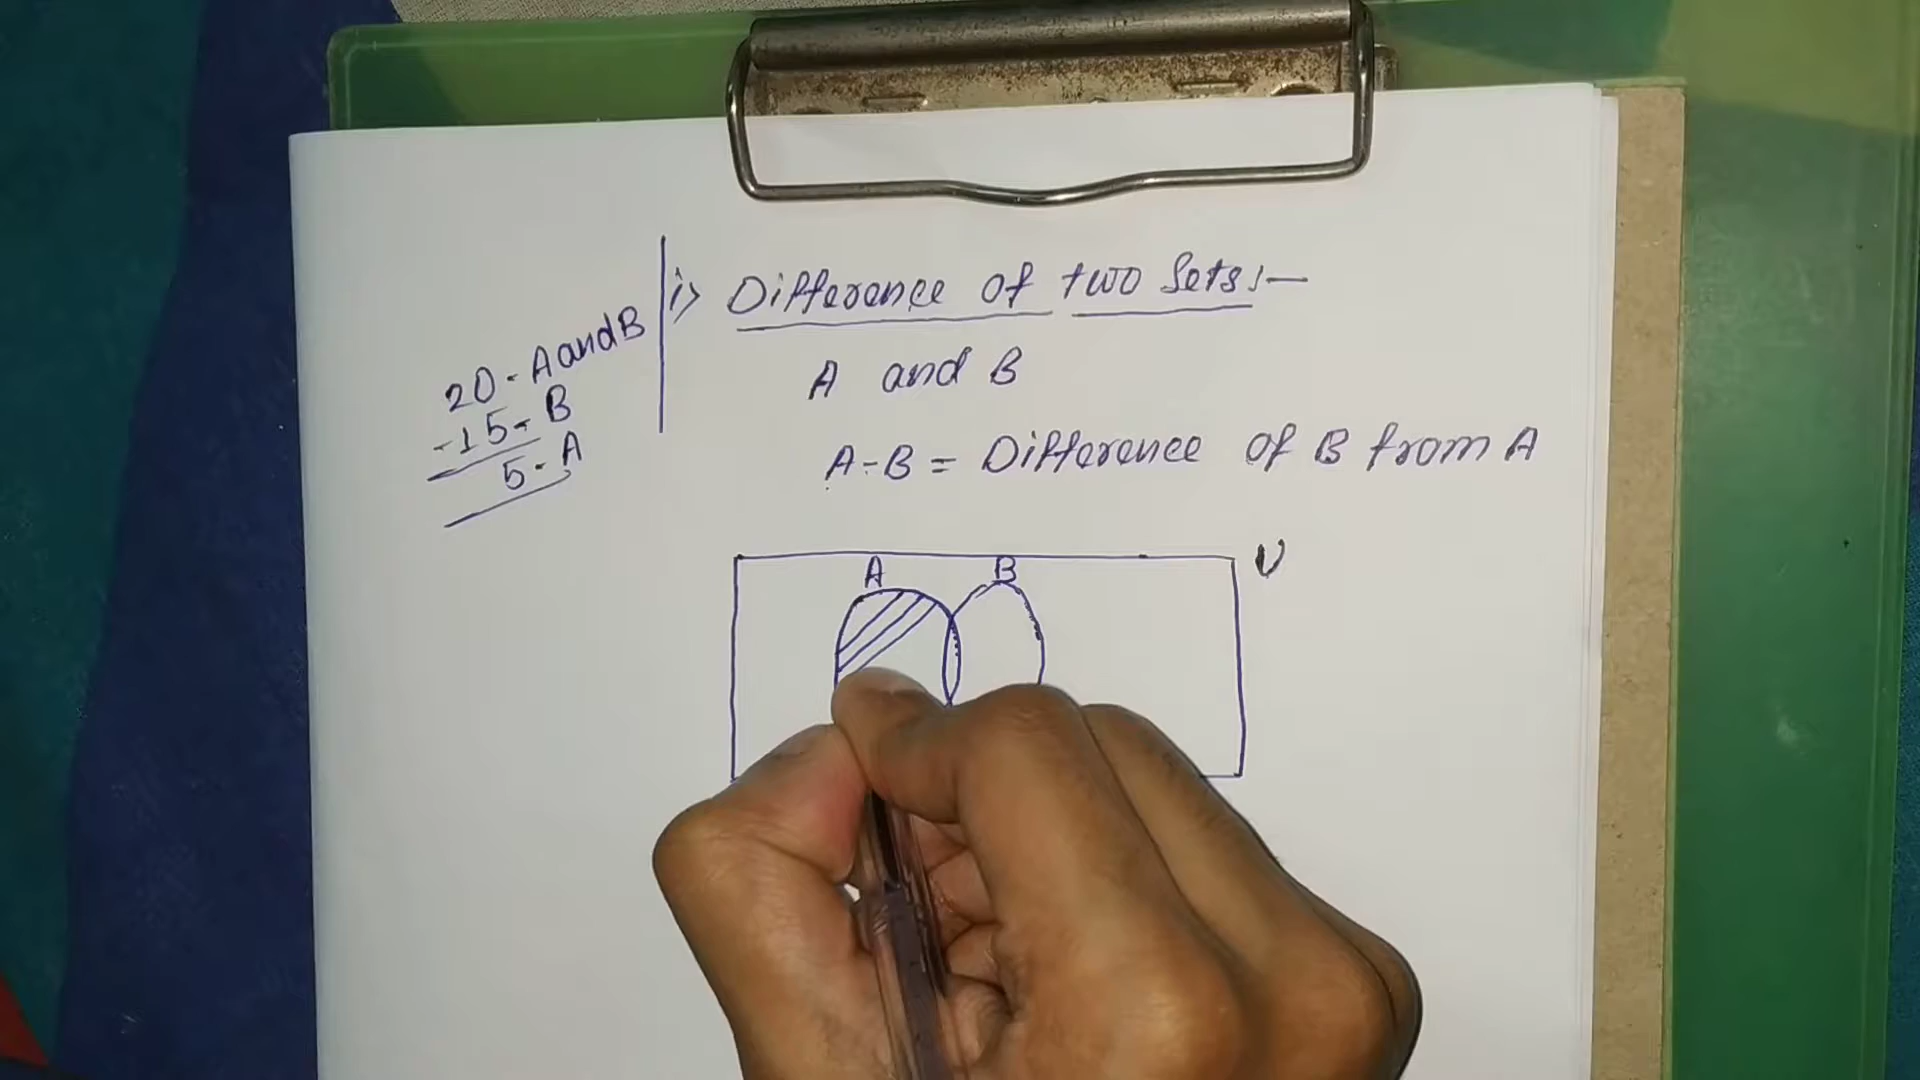 i> Difference of two Sets:-
20 - A and B
-15 - B
5 - A
A and B
A-B = Difference Of B from A
A B U